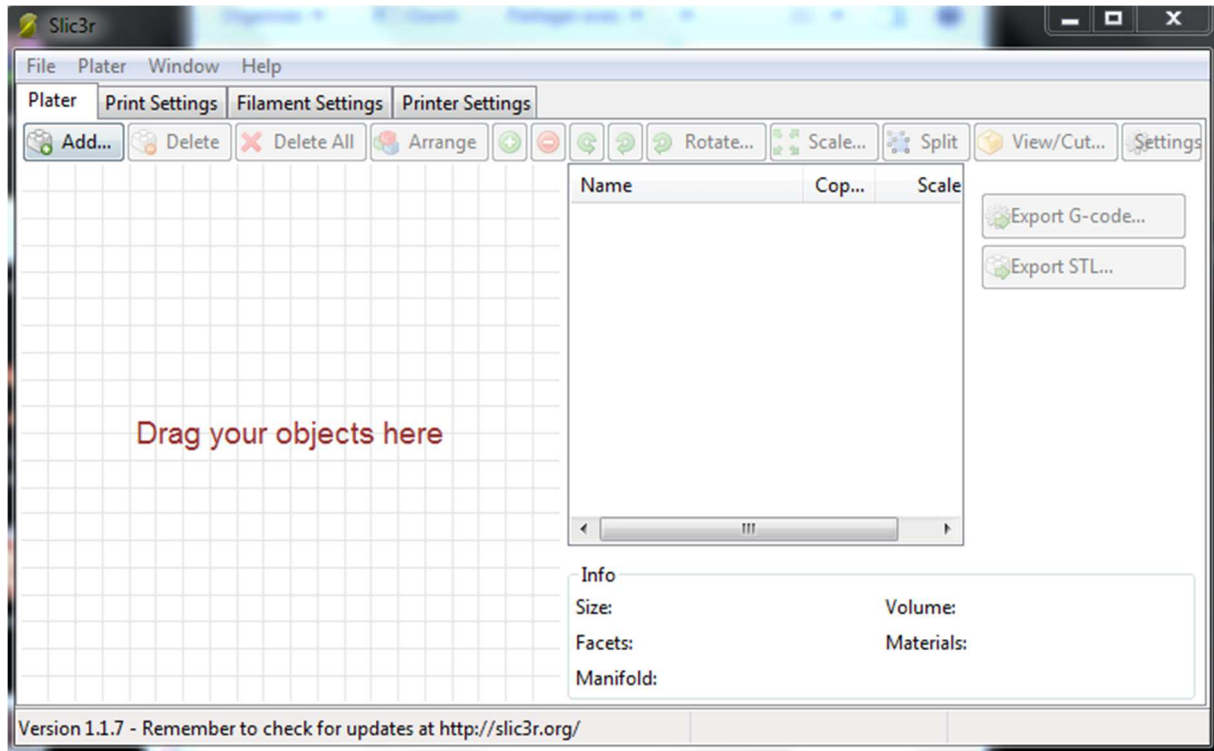 Slic3r
File Plater Window Help
Plater Print Settings Filament Settings Printer Settings
Add... Delete Delete All Arrange Rotate... Scale... Split View/Cut... Settings
Name Cop... Scale
Export G-code...
Export STL...
Drag your objects here
Info
Size: Volume:
Facets: Materials:
Manifold:
Version 1.1.7 - Remember to check for updates at http://slic3r.org/